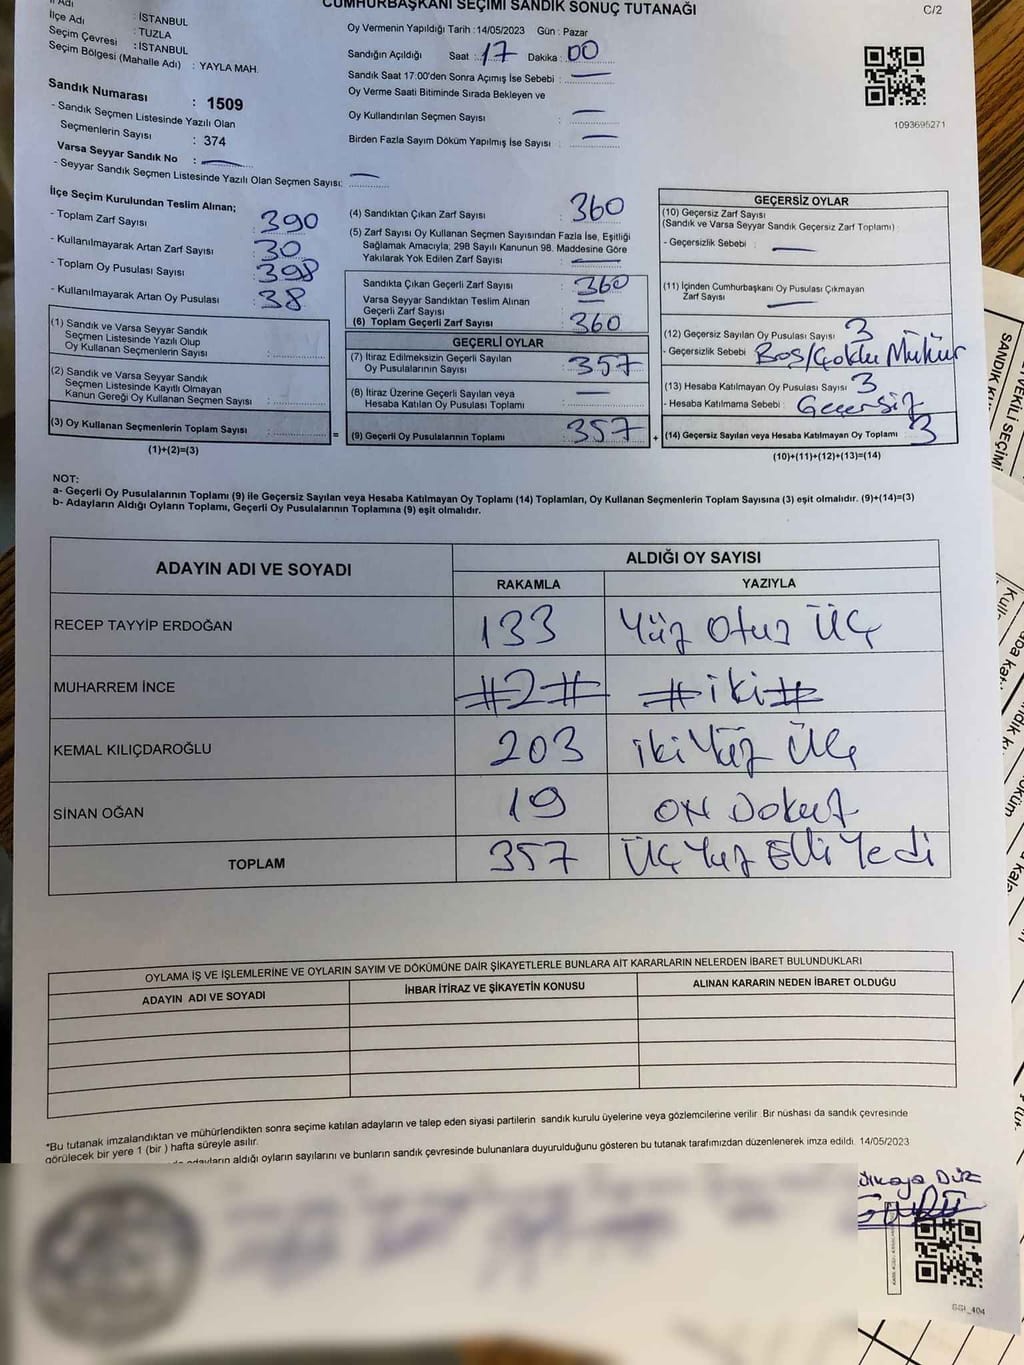 CUMHURBAŞKANI SEÇİMİ SANDIK SONUÇ TUTANAĞI
C/2
İl Adı : İSTANBUL
İlçe Adı : TUZLA
Seçim Çevresi : İSTANBUL
Seçim Bölgesi (Mahalle Adı) : YAYLA MAH.
Oy Vermenin Yapıldığı Tarih :14/05/2023 Gün : Pazar
Sandığın Açıldığı Saat : 17 Dakika : 00
Sandık Saat 17:00'den Sonra Açımış İse Sebebi :
Oy Verme Saati Bitiminde Sırada Bekleyen ve
Oy Kullandırılan Seçmen Sayısı :
Birden Fazla Sayım Döküm Yapılmış İse Sayısı :
1093695271
Sandık Numarası : 1509
- Sandık Seçmen Listesinde Yazılı Olan
Seçmenlerin Sayısı : 374
Varsa Seyyar Sandık No :
- Seyyar Sandık Seçmen Listesinde Yazılı Olan Seçmen Sayısı:
İlçe Seçim Kurulundan Teslim Alınan;
- Toplam Zarf Sayısı : 390
- Kullanılmayarak Artan Zarf Sayısı : 30
- Toplam Oy Pusulası Sayısı : 398
- Kullanılmayarak Artan Oy Pusulası : 38
(1) Sandık ve Varsa Seyyar Sandık
Seçmen Listesinde Yazılı Olup
Oy Kullanan Seçmenlerin Sayısı :
(2) Sandık ve Varsa Seyyar Sandık
Seçmen Listesinde Kayıtlı Olmayan
Kanun Gereği Oy Kullanan Seçmen Sayısı :
(3) Oy Kullanan Seçmenlerin Toplam Sayısı : =
(1)+(2)=(3)
(4) Sandıktan Çıkan Zarf Sayısı : 360
(5) Zarf Sayısı Oy Kullanan Seçmen Sayısından Fazla İse, Eşitliği
Sağlamak Amacıyla; 298 Sayılı Kanunun 98. Maddesine Göre
Yakılarak Yok Edilen Zarf Sayısı :
Sandıkta Çıkan Geçerli Zarf Sayısı : 360
Varsa Seyyar Sandıktan Teslim Alınan
Geçerli Zarf Sayısı :
(6) Toplam Geçerli Zarf Sayısı : 360
GEÇERLİ OYLAR
(7) İtiraz Edilmeksizin Geçerli Sayılan
Oy Pusulalarının Sayısı : 357
(8) İtiraz Üzerine Geçerli Sayılan veya
Hesaba Katılan Oy Pusulası Toplamı :
(9) Geçerli Oy Pusulalarının Toplamı : 357 +
GEÇERSİZ OYLAR
(10) Geçersiz Zarf Sayısı
(Sandık ve Varsa Seyyar Sandık Geçersiz Zarf Toplamı) :
- Geçersizlik Sebebi :
(11) İçinden Cumhurbaşkanı Oy Pusulası Çıkmayan
Zarf Sayısı :
(12) Geçersiz Sayılan Oy Pusulası Sayısı : 3
- Geçersizlik Sebebi : Boş/Çoklu Mühür
(13) Hesaba Katılmayan Oy Pusulası Sayısı : 3
- Hesaba Katılmama Sebebi : Geçersiz
(14) Geçersiz Sayılan veya Hesaba Katılmayan Oy Toplamı : 3
(10)+(11)+(12)+(13)=(14)
NOT:
a- Geçerli Oy Pusulalarının Toplamı (9) ile Geçersiz Sayılan veya Hesaba Katılmayan Oy Toplamı (14) Toplamları, Oy Kullanan Seçmenlerin Toplam Sayısına (3) eşit olmalıdır. (9)+(14)=(3)
b- Adayların Aldığı Oyların Toplamı, Geçerli Oy Pusulalarının Toplamına (9) eşit olmalıdır.
ADAYIN ADI VE SOYADI ALDIĞI OY SAYISI
RAKAMLA YAZIYLA
RECEP TAYYİP ERDOĞAN 133 Yüz Otuz Üç
MUHARREM İNCE #2# #iki#
KEMAL KILIÇDAROĞLU 203 iki Yüz Üç
SİNAN OĞAN 19 ON Dokuz
TOPLAM 357 Üç Yüz Elli Yedi
OYLAMA İŞ VE İŞLEMLERİNE VE OYLARIN SAYIM VE DÖKÜMÜNE DAİR ŞİKAYETLERLE BUNLARA AİT KARARLARIN NELERDEN İBARET BULUNDUKLARI
ADAYIN ADI VE SOYADI İHBAR İTİRAZ VE ŞİKAYETİN KONUSU ALINAN KARARIN NEDEN İBARET OLDUĞU
*Bu tutanak imzalandıktan ve mühürlendikten sonra seçime katılan adayların ve talep eden siyasi partilerin sandık kurulu üyelerine veya gözlemcilerine verilir. Bir nüshası da sandık çevresinde
görülecek bir yere 1 (bir ) hafta süreyle asılır.
adayların aldığı oyların sayılarını ve bunların sandık çevresinde bulunanlara duyurulduğunu gösteren bu tutanak tarafımızdan düzenlenerek imza edildi. 14/05/2023
SANDIK